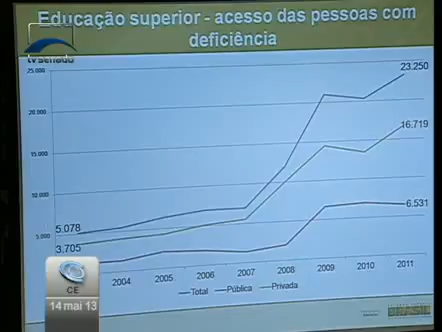 Educação superior - acesso das pessoas com
deficiência
tv senado
25.000
23.250
20.000
16.719
15.000
10.000
6.531
5.078
5.000
3.705
2004 2005 2006 2007 2008 2009 2010 2011
Total Pública Privada
CE
14 mai 13
BRASIL